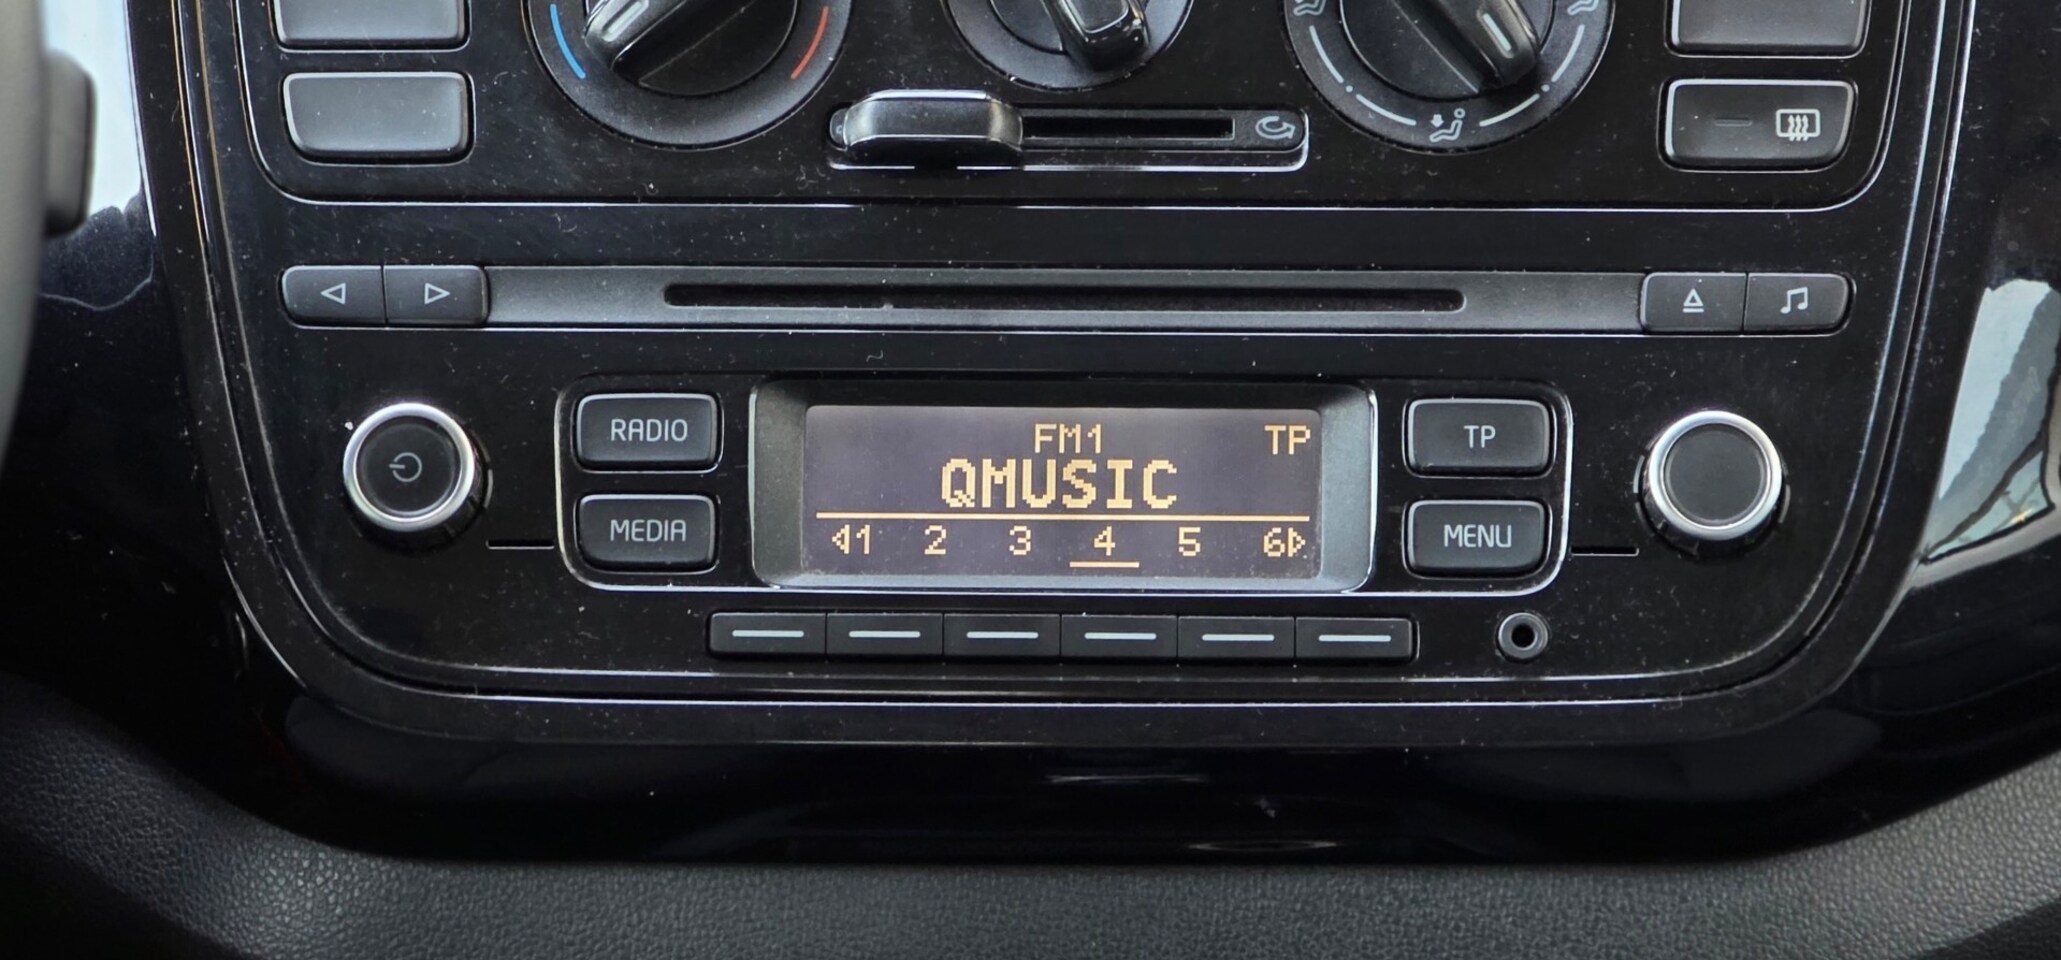 RADIO
MEDIA
FM1 TP
QMUSIC
1 2 3 4 5 6
TP
MENU